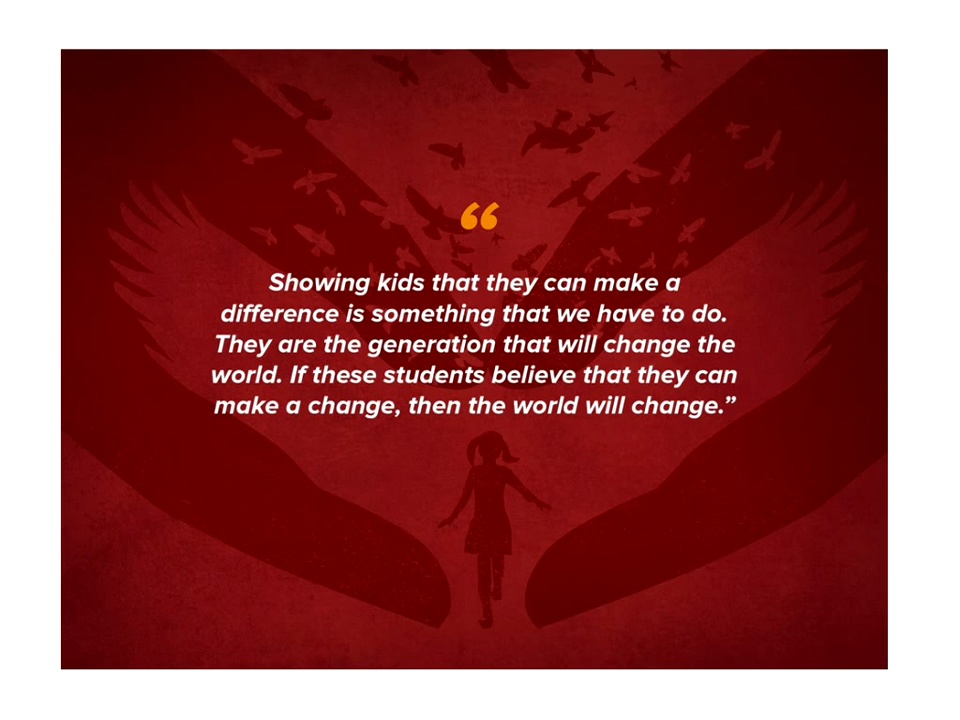 “
Showing kids that they can make a
difference is something that we have to do.
They are the generation that will change the
world. If these students believe that they can
make a change, then the world will change.”